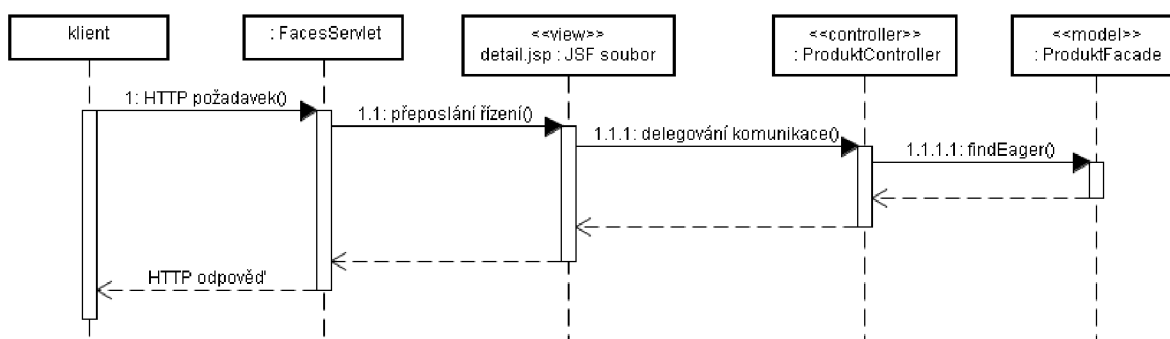 klient
: FacesServlet
<<view>>
detail.jsp : JSF soubor
<<controller>>
: ProduktController
<<model>>
: ProduktFacade
1: HTTP požadavek()
1.1: přeposlání řízení()
1.1.1: delegování komunikace()
1.1.1.1: findEager()
HTTP odpověď